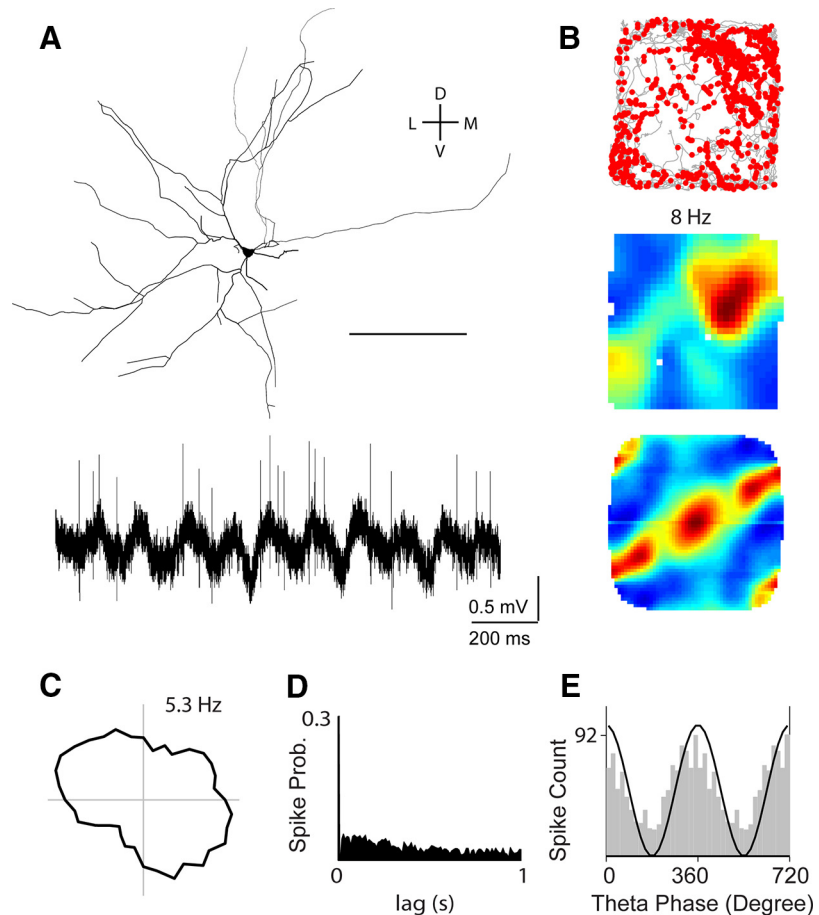 A
B
D
L M
V
8 Hz
0.5 mV
200 ms
C
5.3 Hz
D
0.3
Spike Prob.
0 1
lag (s)
E
92
Spike Count
0 360 720
Theta Phase (Degree)